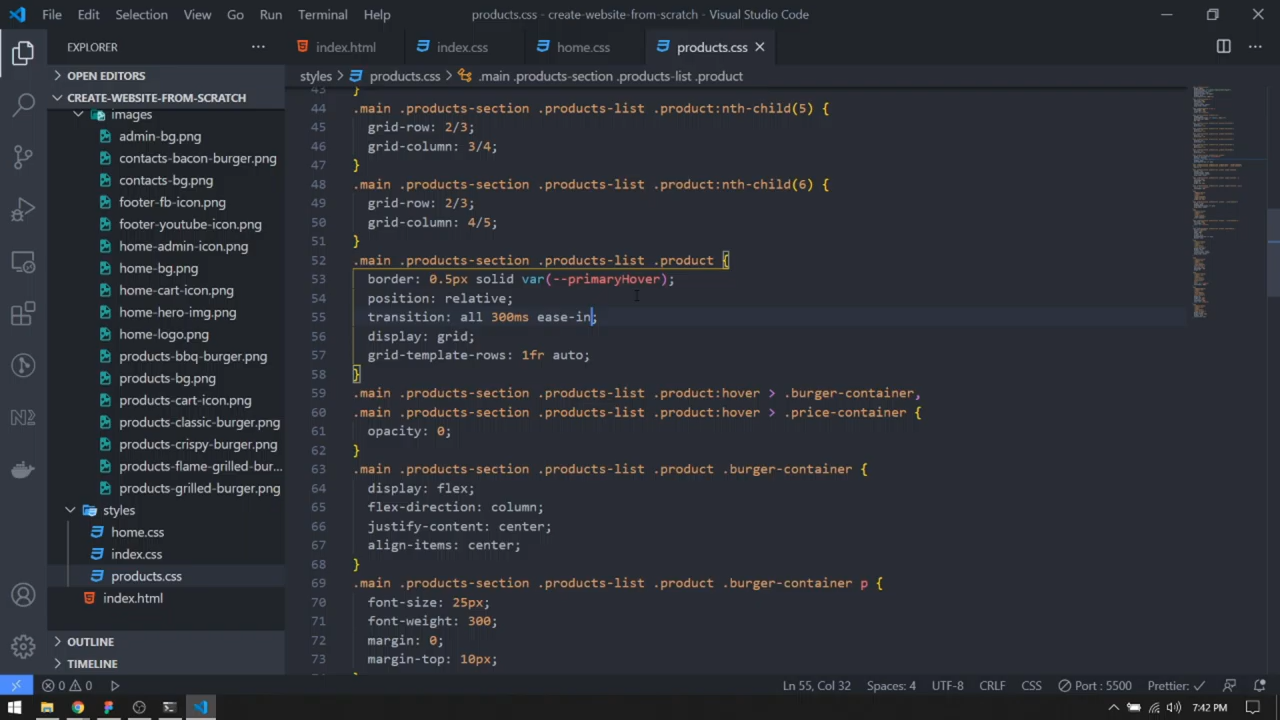 File Edit Selection View Go Run Terminal Help
products.css - create-website-from-scratch - Visual Studio Code
EXPLORER
index.html
index.css
home.css
products.css
OPEN EDITORS
styles > products.css > .main .products-section .products-list .product
CREATE-WEBSITE-FROM-SCRATCH
images
admin-bg.png
contacts-bacon-burger.png
contacts-bg.png
footer-fb-icon.png
footer-youtube-icon.png
home-admin-icon.png
home-bg.png
home-cart-icon.png
home-hero-img.png
home-logo.png
products-bbq-burger.png
products-bg.png
products-cart-icon.png
products-classic-burger.png
products-crispy-burger.png
products-flame-grilled-bur...
products-grilled-burger.png
styles
home.css
index.css
products.css
index.html
OUTLINE
TIMELINE
43 }
44 .main .products-section .products-list .product:nth-child(5) {
45 grid-row: 2/3;
46 grid-column: 3/4;
47 }
48 .main .products-section .products-list .product:nth-child(6) {
49 grid-row: 2/3;
50 grid-column: 4/5;
51 }
52 .main .products-section .products-list .product {
53 border: 0.5px solid var(--primaryHover);
54 position: relative;
55 transition: all 300ms ease-in;
56 display: grid;
57 grid-template-rows: 1fr auto;
58 }
59 .main .products-section .products-list .product:hover > .burger-container,
60 .main .products-section .products-list .product:hover > .price-container {
61 opacity: 0;
62 }
63 .main .products-section .products-list .product .burger-container {
64 display: flex;
65 flex-direction: column;
66 justify-content: center;
67 align-items: center;
68 }
69 .main .products-section .products-list .product .burger-container p {
70 font-size: 25px;
71 font-weight: 300;
72 margin: 0;
73 margin-top: 10px;
0 0 Ln 55, Col 32 Spaces: 4 UTF-8 CRLF CSS Port : 5500 Prettier: ✓
7:42 PM